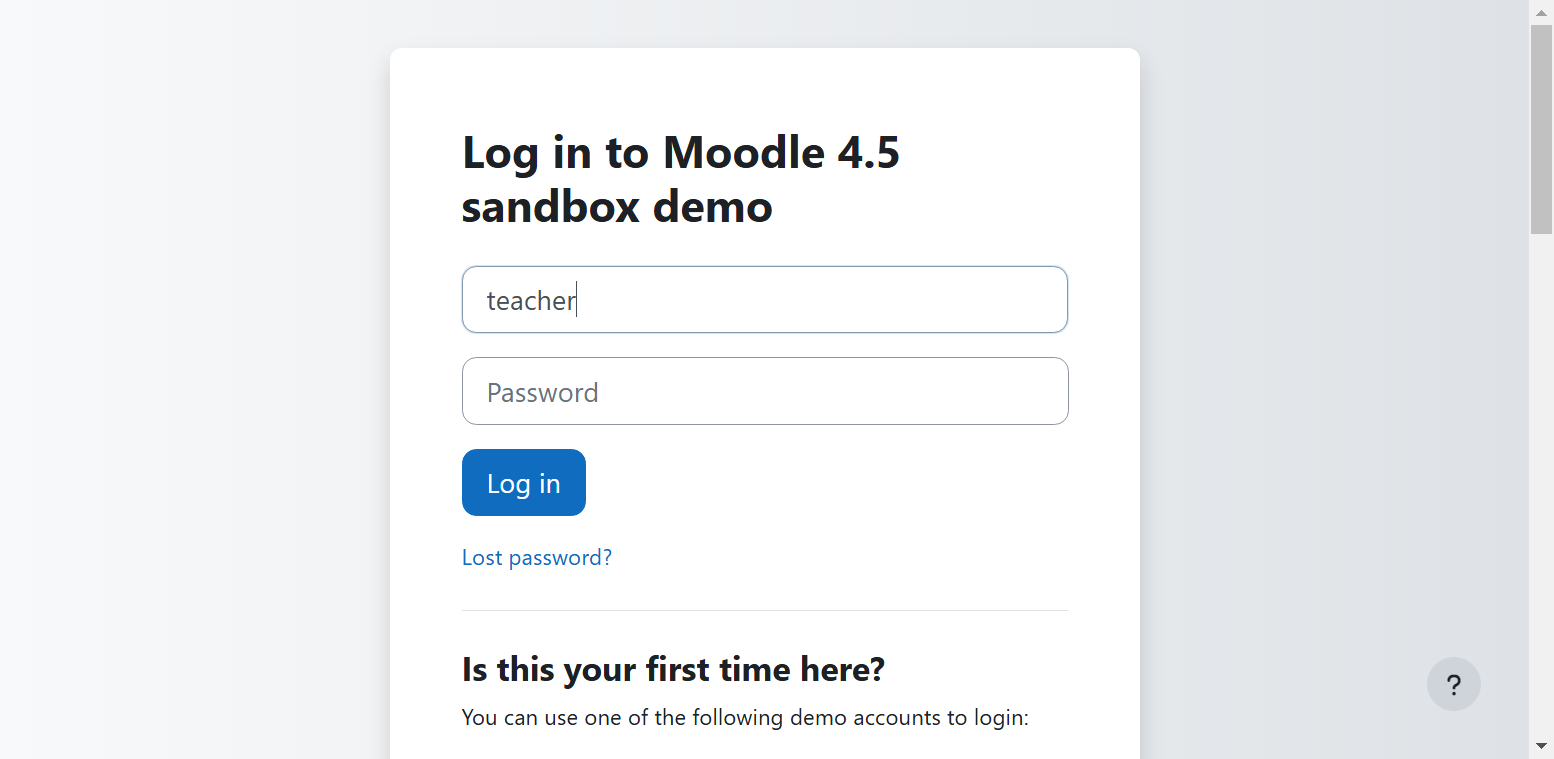 Log in to Moodle 4.5
sandbox demo
teacher
Password
Log in
Lost password?
Is this your first time here?
You can use one of the following demo accounts to login:
?